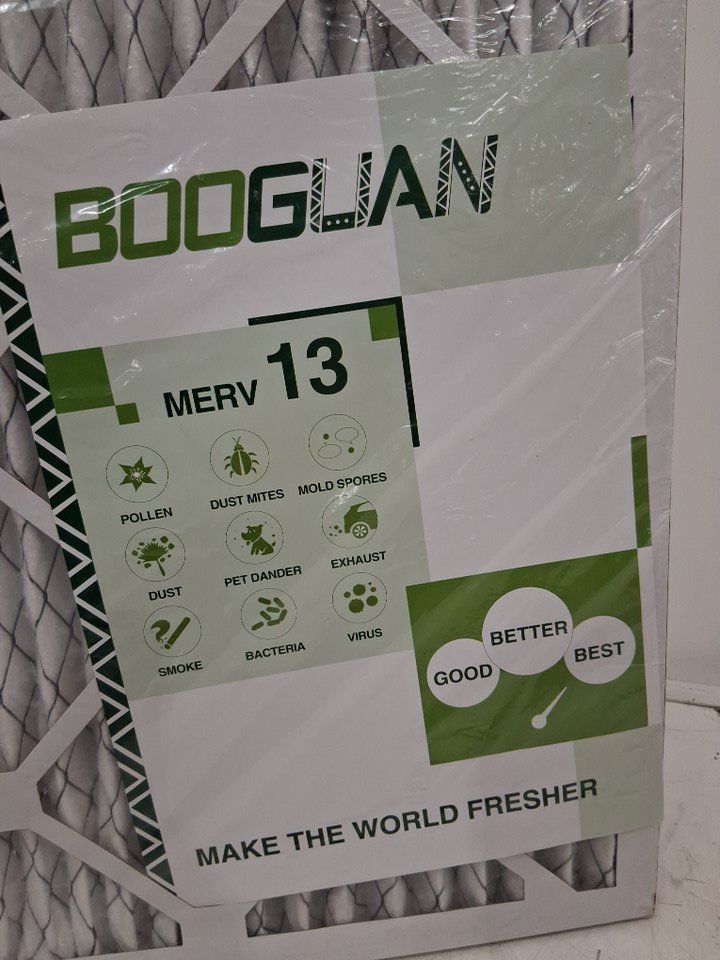 BOOGUAN
MERV 13
POLLEN DUST MITES MOLD SPORES
DUST PET DANDER EXHAUST
SMOKE BACTERIA VIRUS
GOOD BETTER BEST
MAKE THE WORLD FRESHER